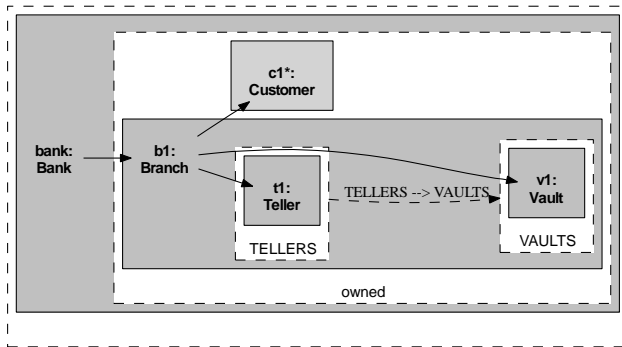 c1*:
Customer
bank:
Bank
b1:
Branch
t1:
Teller
TELLERS --> VAULTS
v1:
Vault
TELLERS
VAULTS
owned